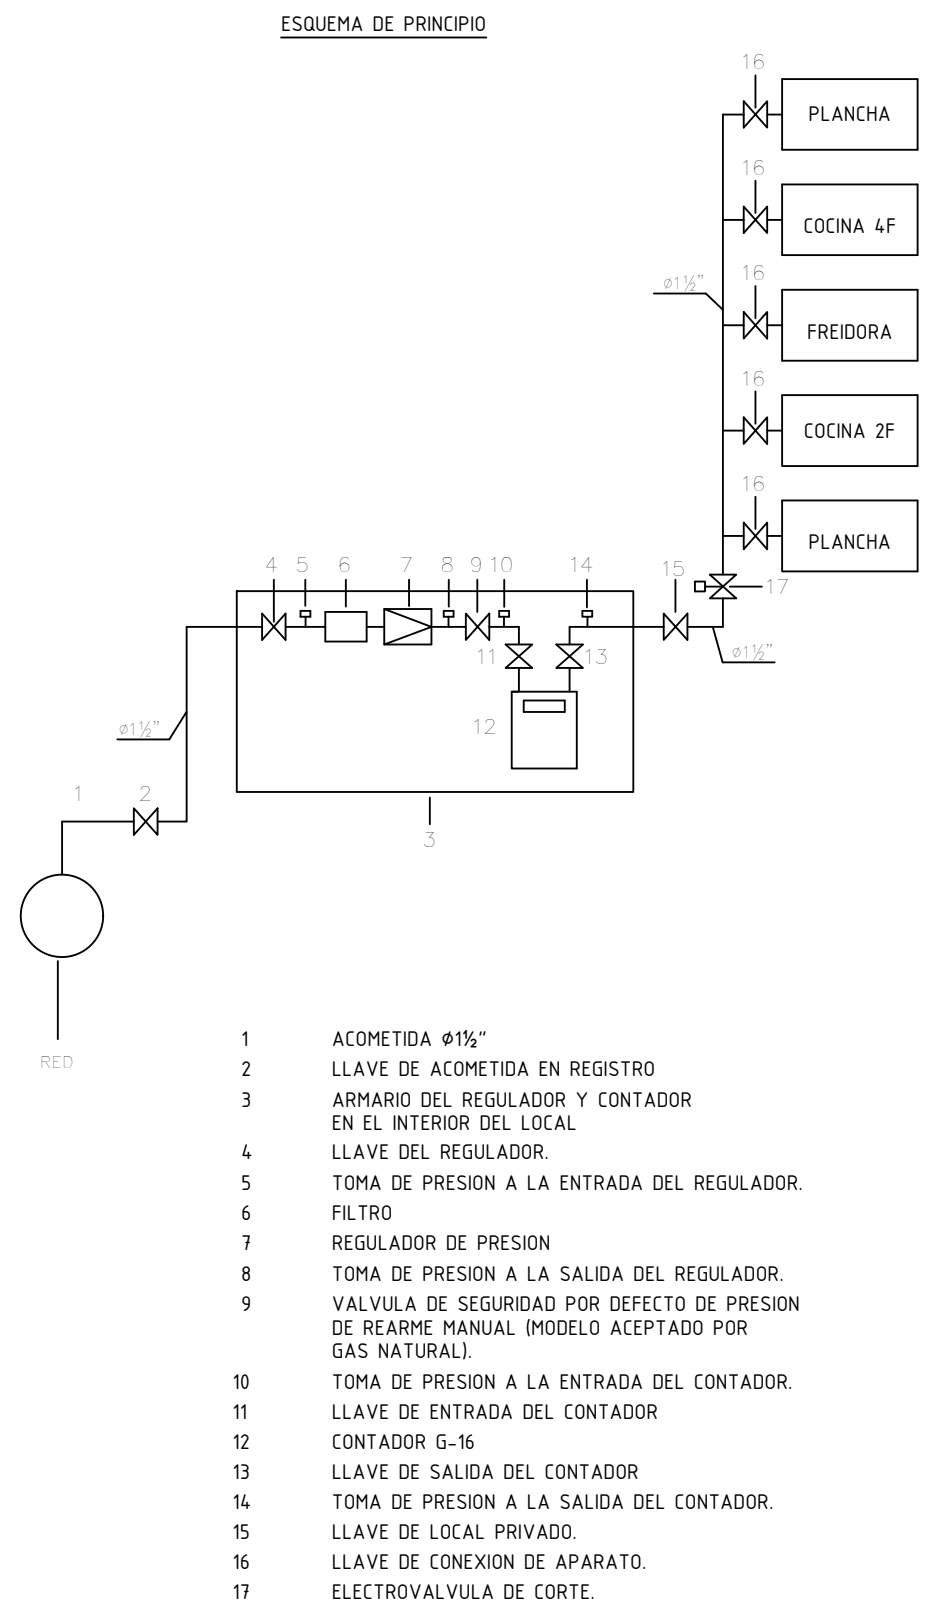 ESQUEMA DE PRINCIPIO
16
PLANCHA
16
COCINA 4F
ø1½"
16
FREIDORA
16
COCINA 2F
16
PLANCHA
4 5 6 7 8 9 10 14 15
17
11 13
ø1½"
12
ø1½"
1 2
3
RED
1 ACOMETIDA ø1½"
2 LLAVE DE ACOMETIDA EN REGISTRO
3 ARMARIO DEL REGULADOR Y CONTADOR
EN EL INTERIOR DEL LOCAL
4 LLAVE DEL REGULADOR.
5 TOMA DE PRESION A LA ENTRADA DEL REGULADOR.
6 FILTRO
7 REGULADOR DE PRESION
8 TOMA DE PRESION A LA SALIDA DEL REGULADOR.
9 VALVULA DE SEGURIDAD POR DEFECTO DE PRESION
DE REARME MANUAL (MODELO ACEPTADO POR
GAS NATURAL).
10 TOMA DE PRESION A LA ENTRADA DEL CONTADOR.
11 LLAVE DE ENTRADA DEL CONTADOR
12 CONTADOR G-16
13 LLAVE DE SALIDA DEL CONTADOR
14 TOMA DE PRESION A LA SALIDA DEL CONTADOR.
15 LLAVE DE LOCAL PRIVADO.
16 LLAVE DE CONEXION DE APARATO.
17 ELECTROVALVULA DE CORTE.